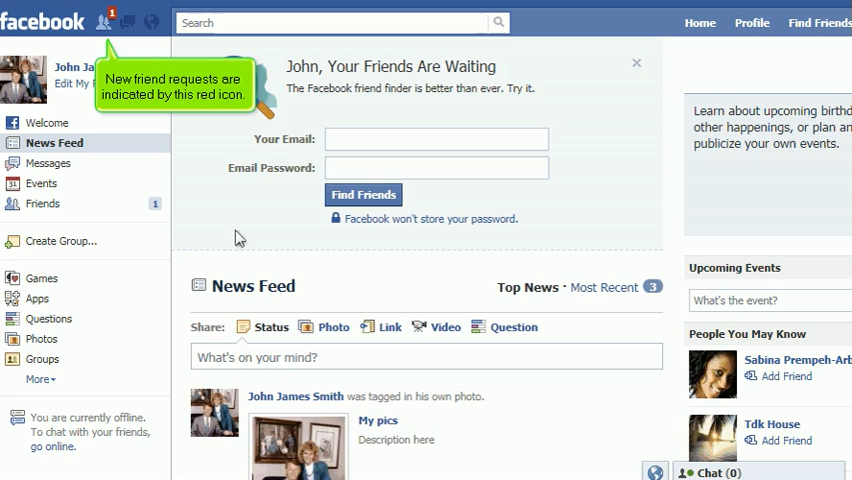 facebook
1
Search
Home
Profile
Find Friends
New friend requests are
indicated by this red icon.
John
Edit My
Welcome
News Feed
Messages
31
Events
Friends
1
Create Group...
Games
Apps
Questions
Photos
Groups
More
You are currently offline.
To chat with your friends,
go online.
John, Your Friends Are Waiting
The Facebook friend finder is better than ever. Try it.
Your Email:
Email Password:
Find Friends
Facebook won't store your password.
News Feed
Top News · Most Recent 3
Share:
Status
Photo
Link
Video
Question
What's on your mind?
John James Smith was tagged in his own photo.
My pics
Description here
Learn about upcoming birthd
other happenings, or plan an
publicize your own events.
Upcoming Events
What's the event?
People You May Know
Sabina Prempeh-Arb
Add Friend
Tdk House
Add Friend
Chat (0)